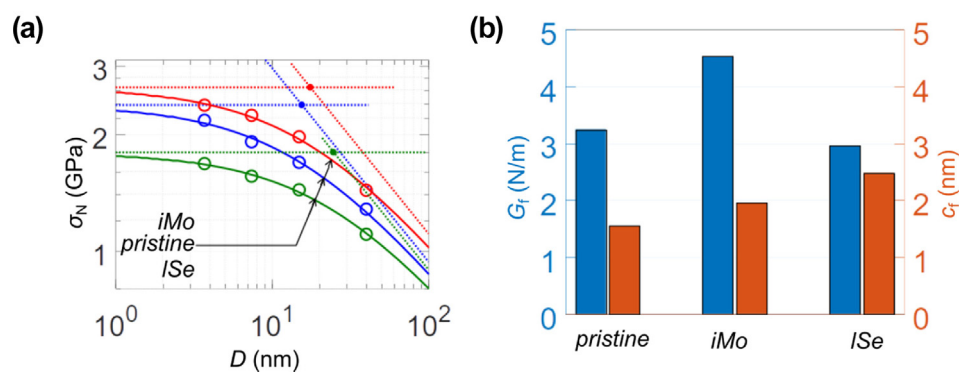 (a)
3
2
1
σN (GPa)
iMo
pristine
ISe
10^0
10^1
10^2
D (nm)
(b)
5
4
3
2
1
0
Gf (N/m)
5
4
3
2
1
0
cf (nm)
pristine
iMo
ISe